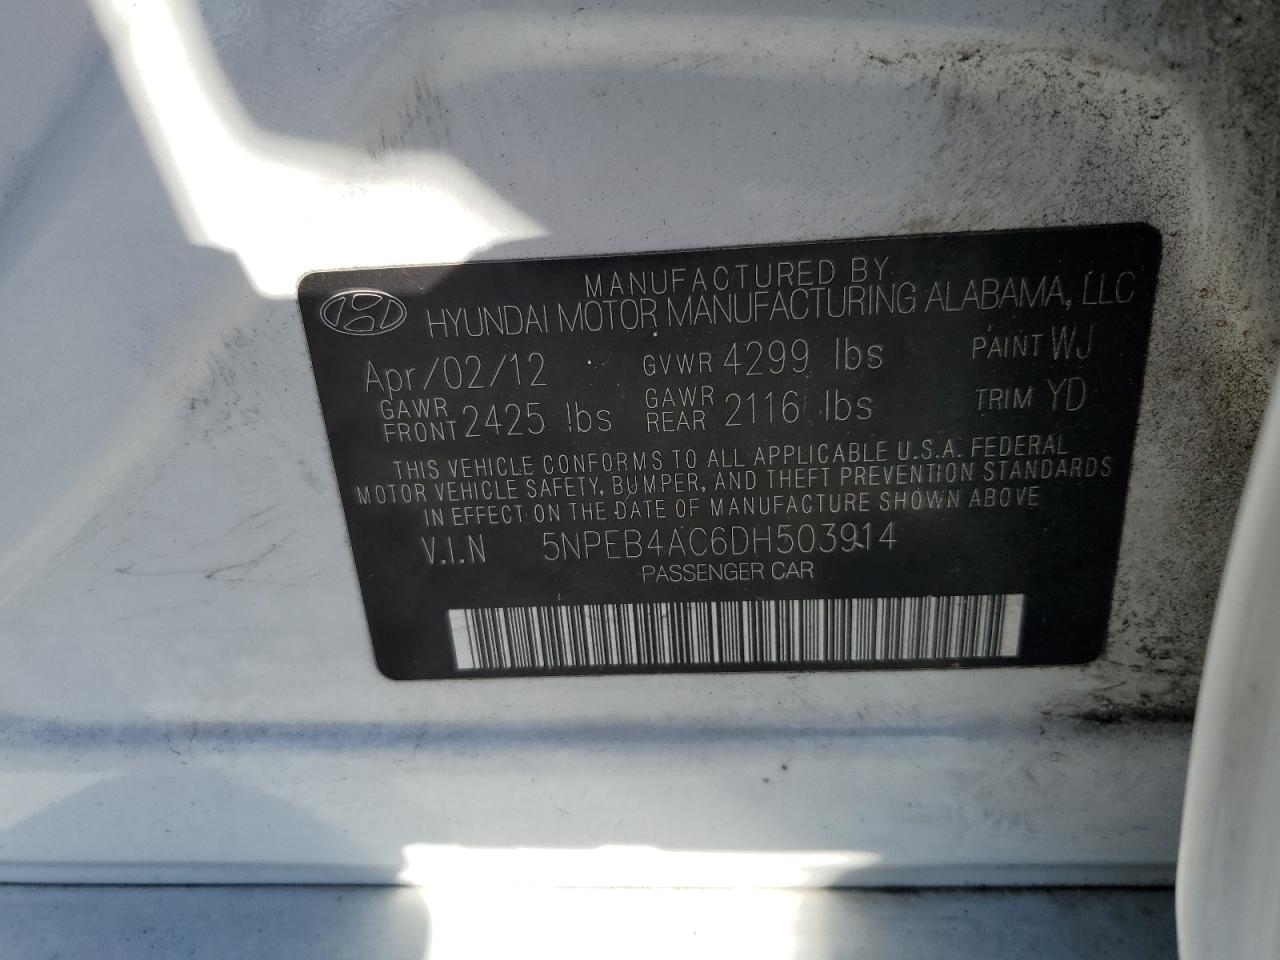 MANUFACTURED BY
HYUNDAI MOTOR MANUFACTURING ALABAMA, LLC
Apr/02/12 GVWR 4299 lbs PAINT WJ
GAWR FRONT 2425 lbs GAWR REAR 2116 lbs TRIM YD
THIS VEHICLE CONFORMS TO ALL APPLICABLE U.S.A. FEDERAL
MOTOR VEHICLE SAFETY, BUMPER, AND THEFT PREVENTION STANDARDS
IN EFFECT ON THE DATE OF MANUFACTURE SHOWN ABOVE
V.I.N 5NPEB4AC6DH503914
PASSENGER CAR